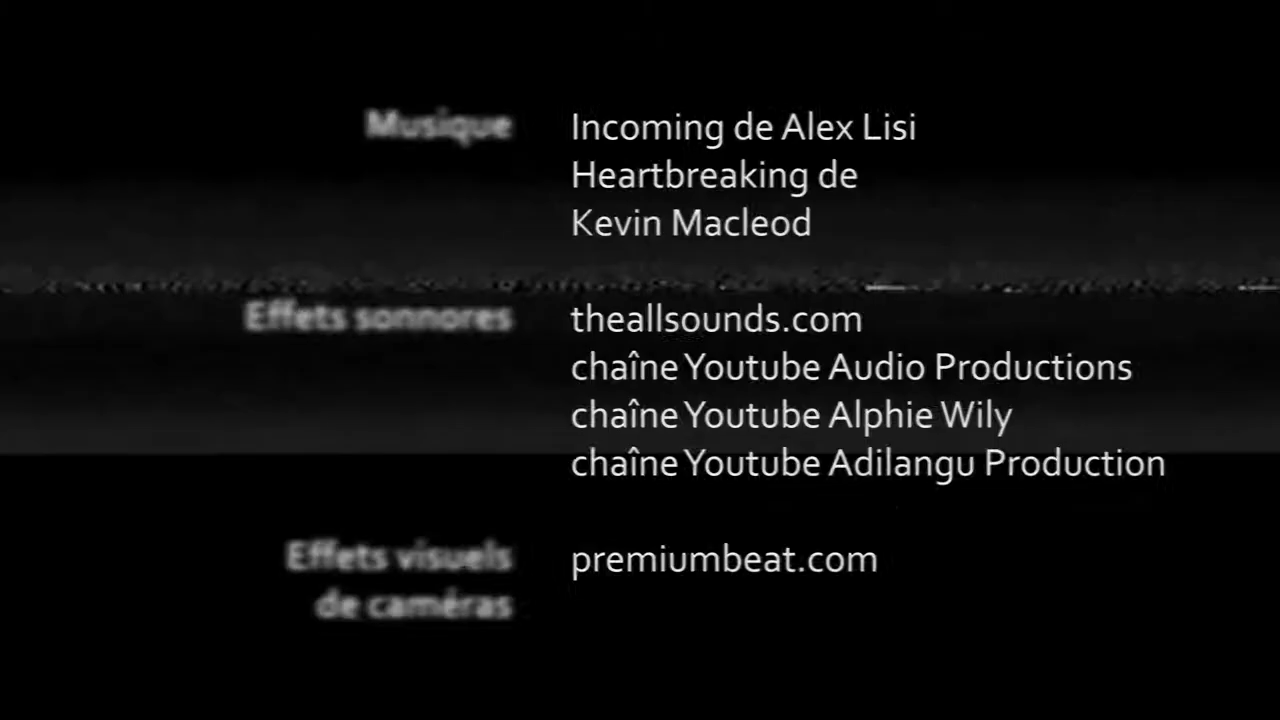 Musique Incoming de Alex Lisi
Heartbreaking de
Kevin Macleod
Effets sonnores theallsounds.com
chaîne Youtube Audio Productions
chaîne Youtube Alphie Wily
chaîne Youtube Adilangu Production
Effets visuels premiumbeat.com
de caméras